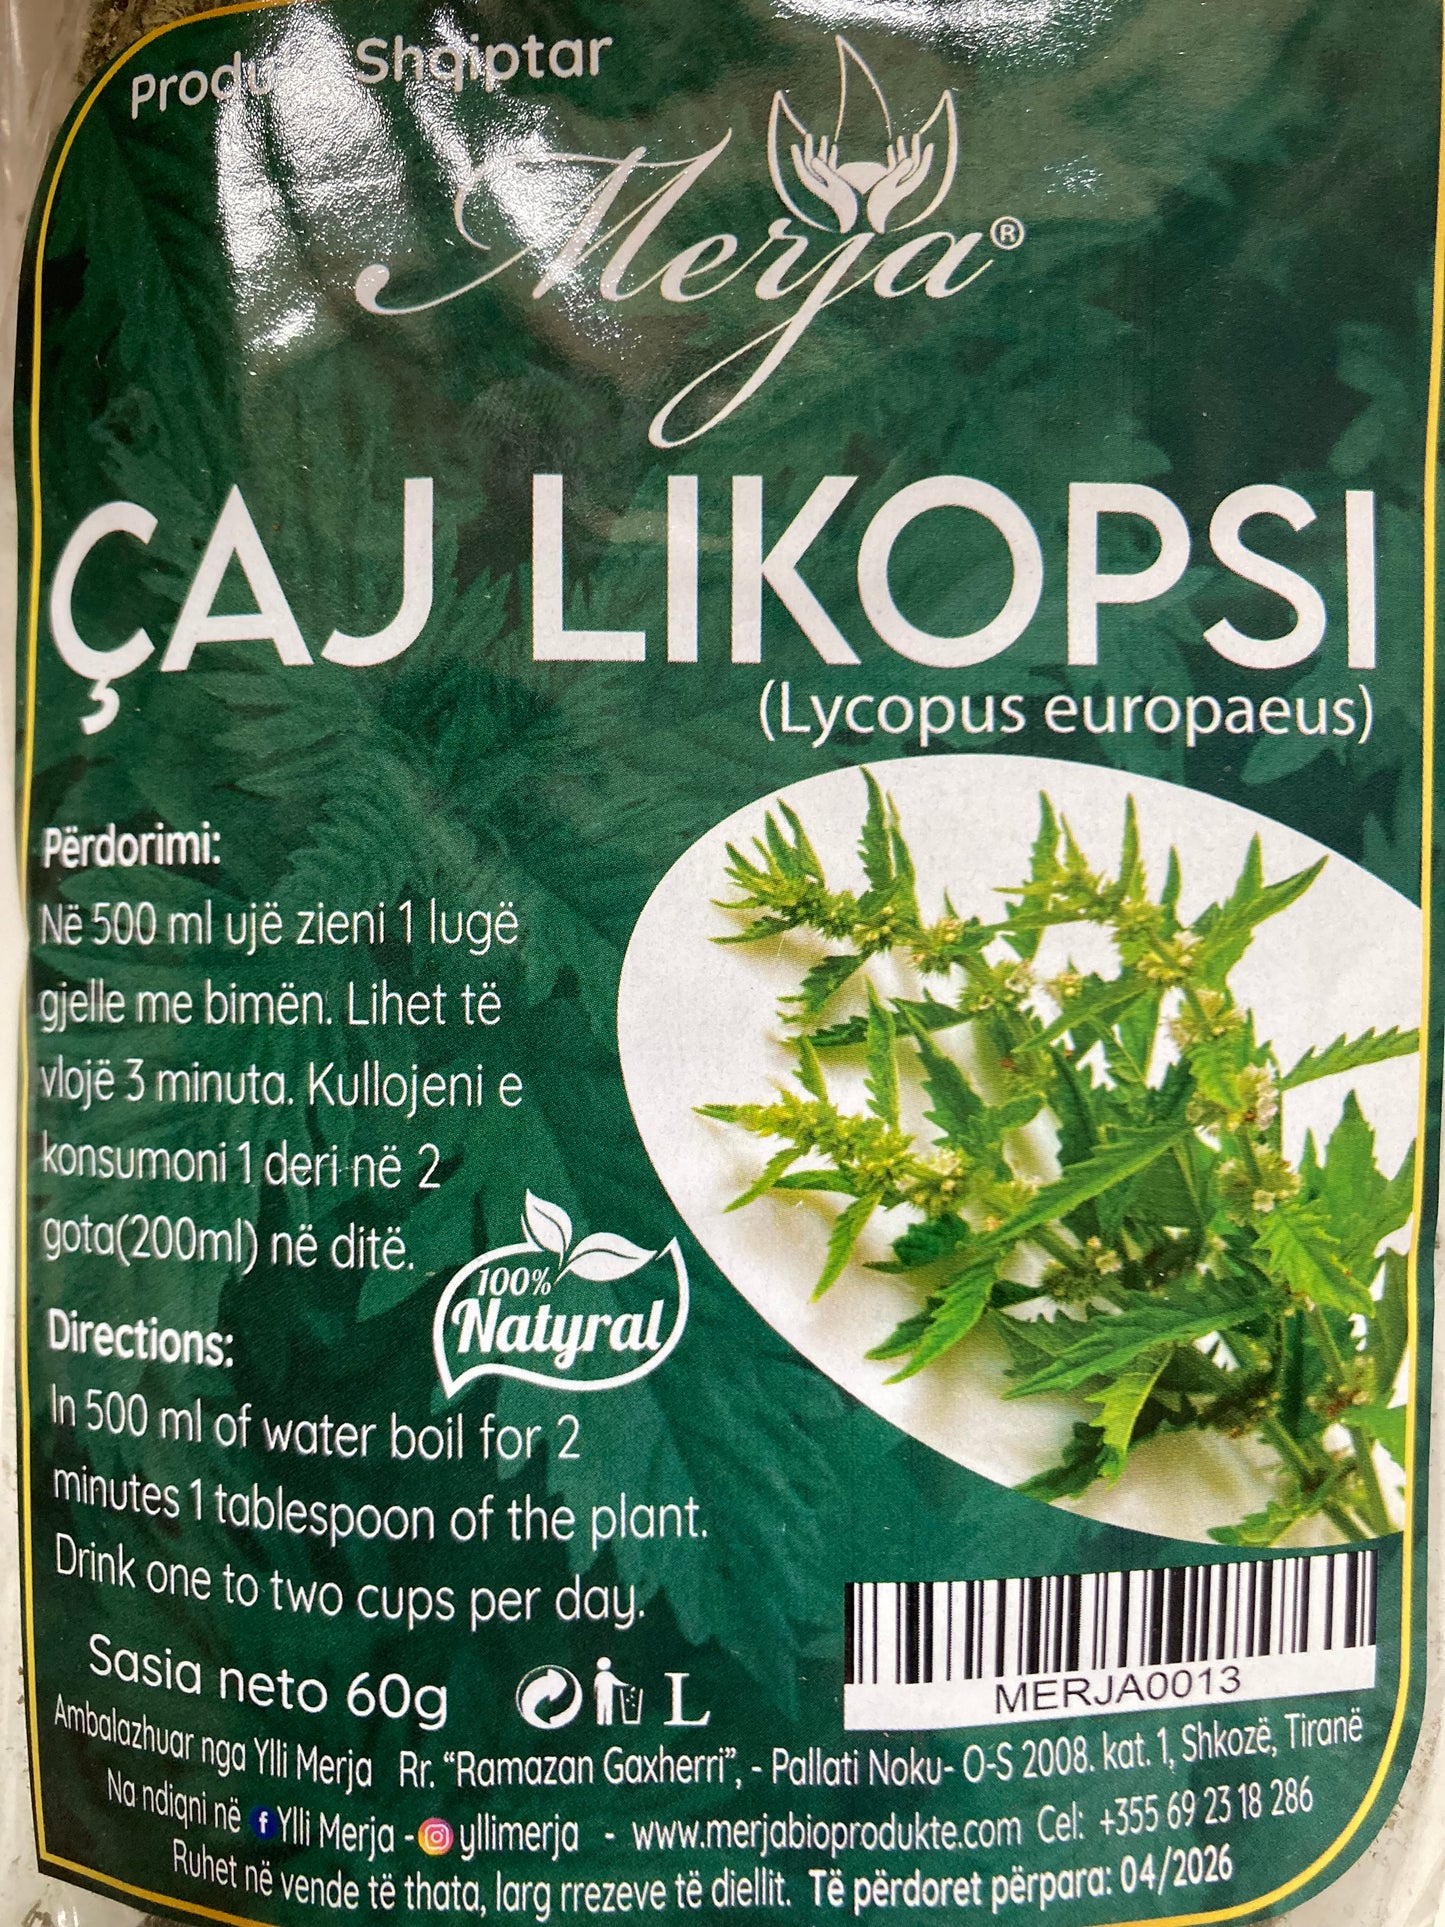 Produkt Shqiptar
Merja®
ÇAJ LIKOPSI
(Lycopus europaeus)
Përdorimi:
Në 500 ml ujë zieni 1 lugë
gjelle me bimën. Lihet të
vlojë 3 minuta. Kullojeni e
konsumoni 1 deri në 2
gota(200ml) në ditë.
100%
Natyral
Directions:
In 500 ml of water boil for 2
minutes 1 tablespoon of the plant.
Drink one to two cups per day.
Sasia neto 60g
L
MERJA0013
Ambalazhuar nga Ylli Merja Rr. “Ramazan Gaxherri”, - Pallati Noku- O-S 2008. kat. 1, Shkozë, Tiranë
Na ndiqni në f Ylli Merja - yllimerja - www.merjabioprodukte.com Cel: +355 69 23 18 286
Ruhet në vende të thata, larg rrezeve të diellit. Të përdoret përpara: 04/2026